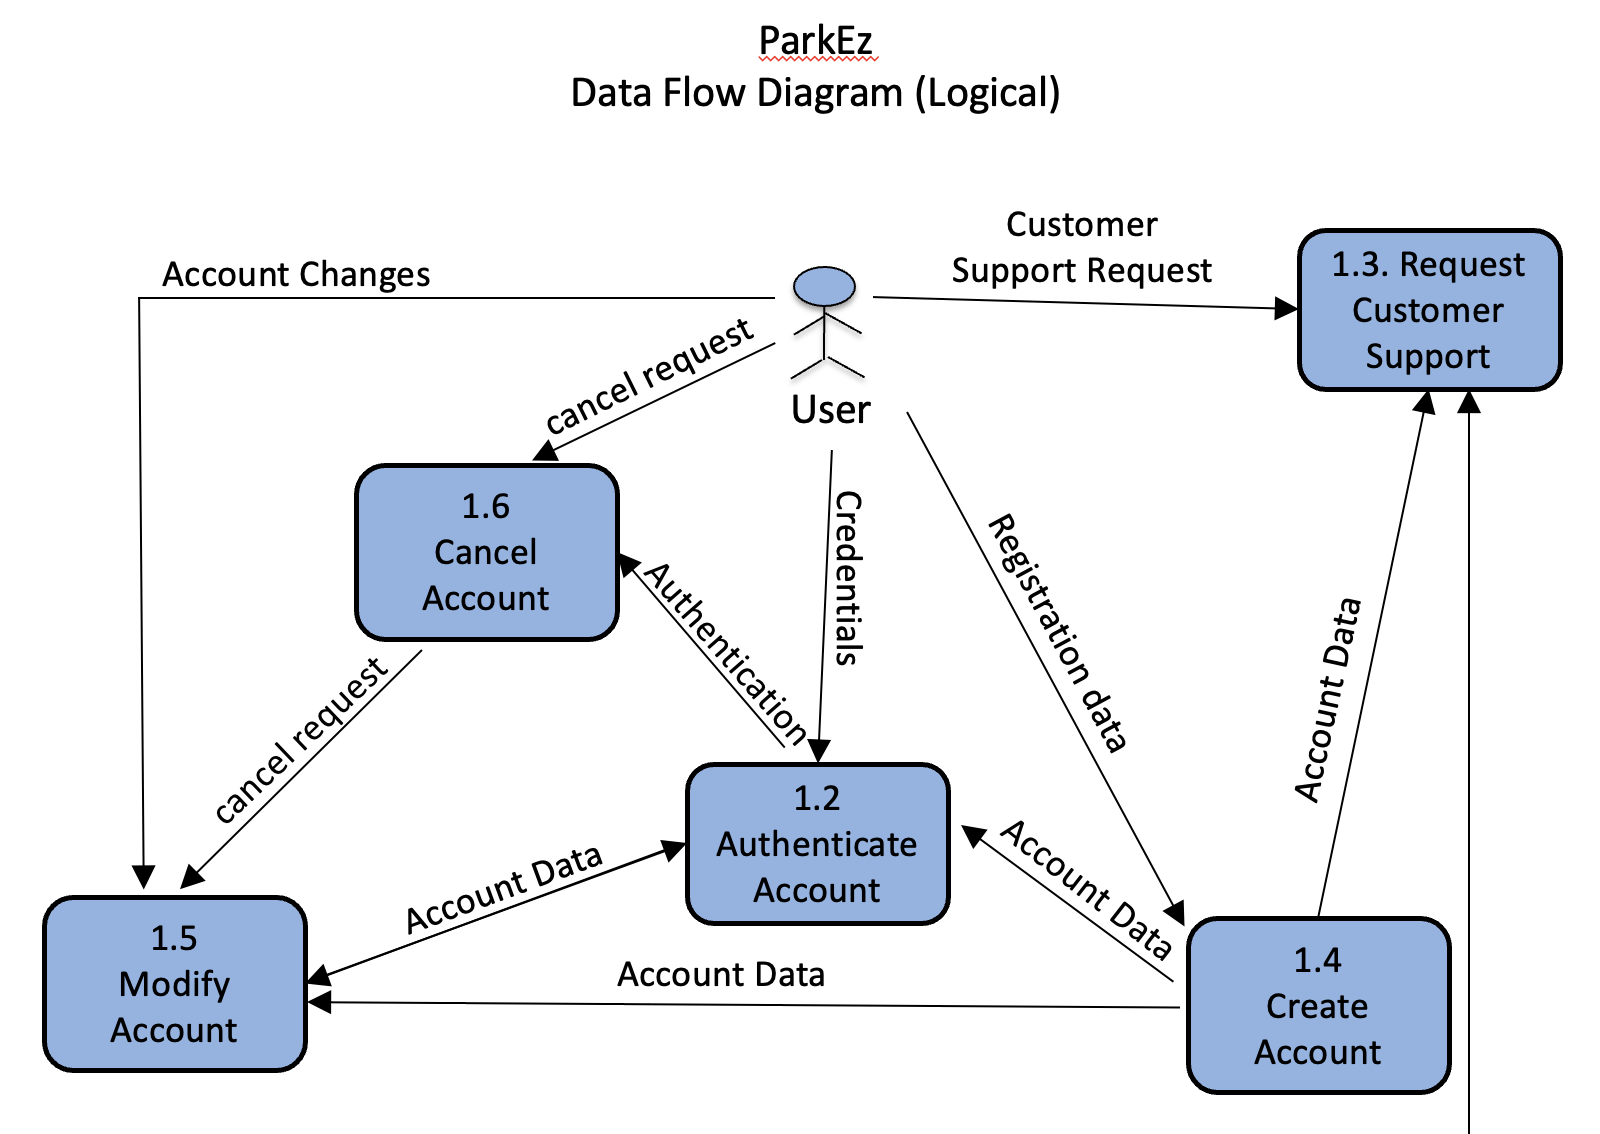 ParkEz
Data Flow Diagram (Logical)
Customer
Support Request
Account Changes
1.3. Request
Customer
Support
cancel request
User
1.6
Cancel
Account
Credentials
Registration data
Authentication
Account Data
cancel request
1.2
Authenticate
Account
Account Data
Account Data
1.5
Modify
Account
Account Data
1.4
Create
Account